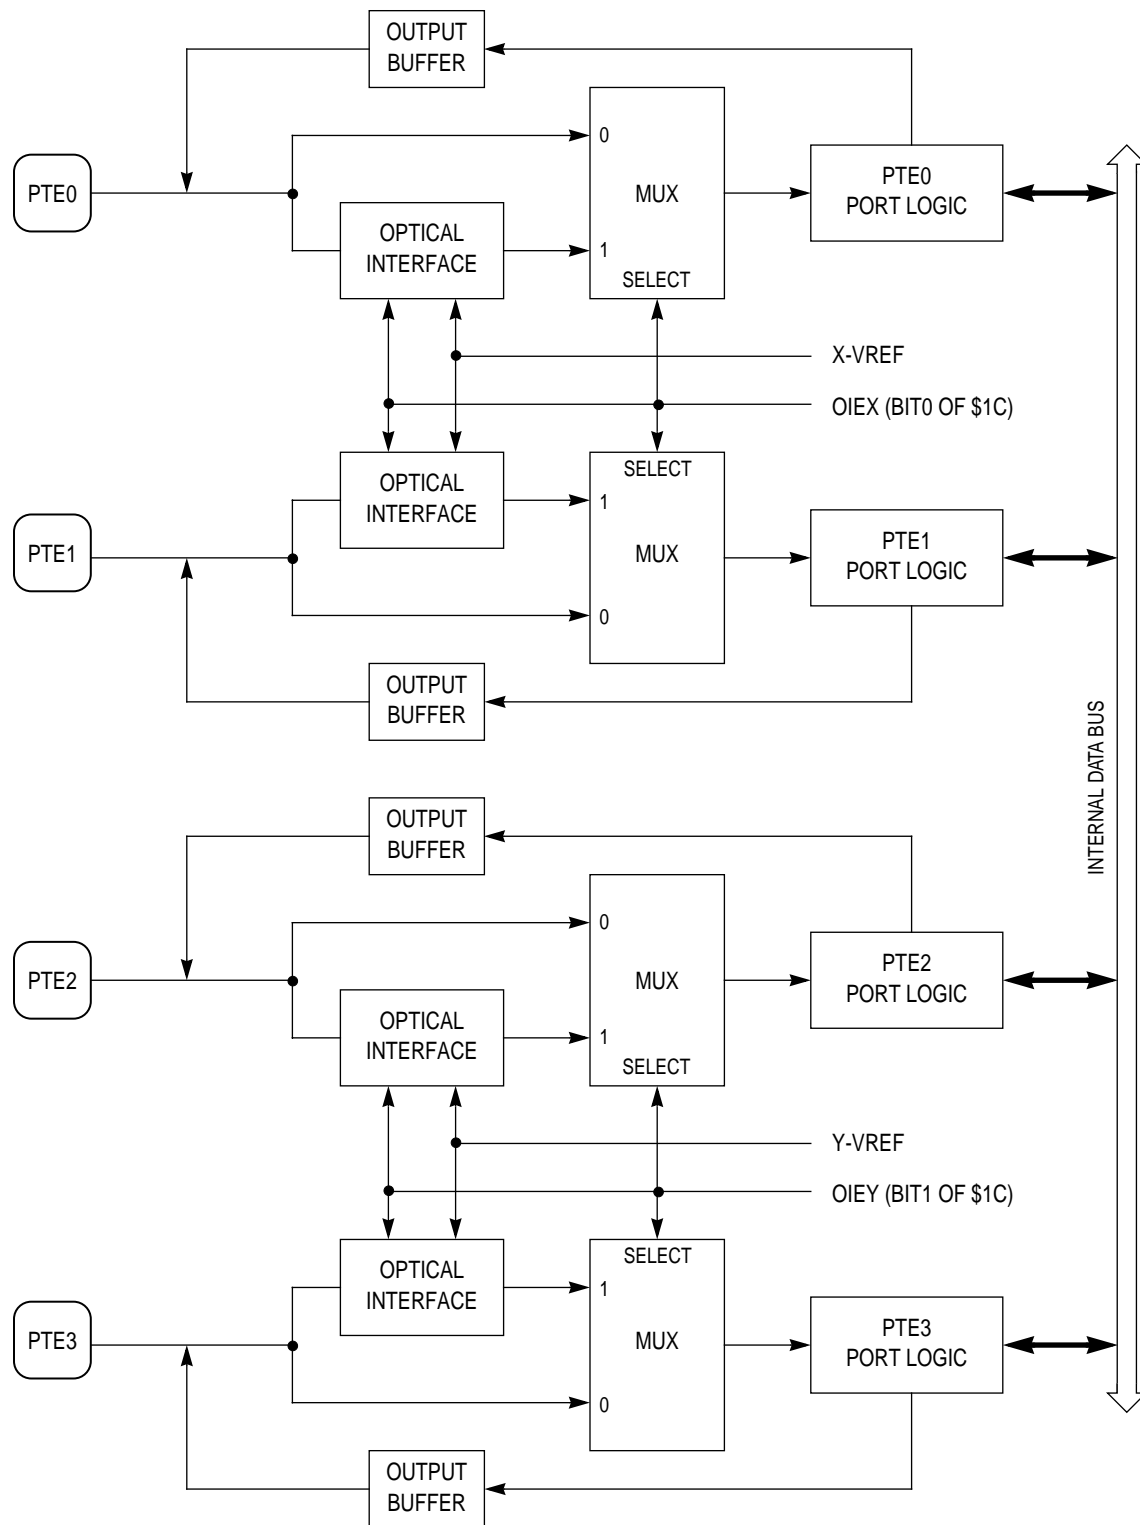 OUTPUT
BUFFER
0
PTE0
MUX
PTE0
PORT LOGIC
OPTICAL
INTERFACE
1
SELECT
X-VREF
OIEX (BIT0 OF $1C)
SELECT
OPTICAL
INTERFACE
1
PTE1
MUX
PTE1
PORT LOGIC
0
OUTPUT
BUFFER
INTERNAL DATA BUS
OUTPUT
BUFFER
0
PTE2
MUX
PTE2
PORT LOGIC
OPTICAL
INTERFACE
1
SELECT
Y-VREF
OIEY (BIT1 OF $1C)
SELECT
OPTICAL
INTERFACE
1
PTE3
MUX
PTE3
PORT LOGIC
0
OUTPUT
BUFFER